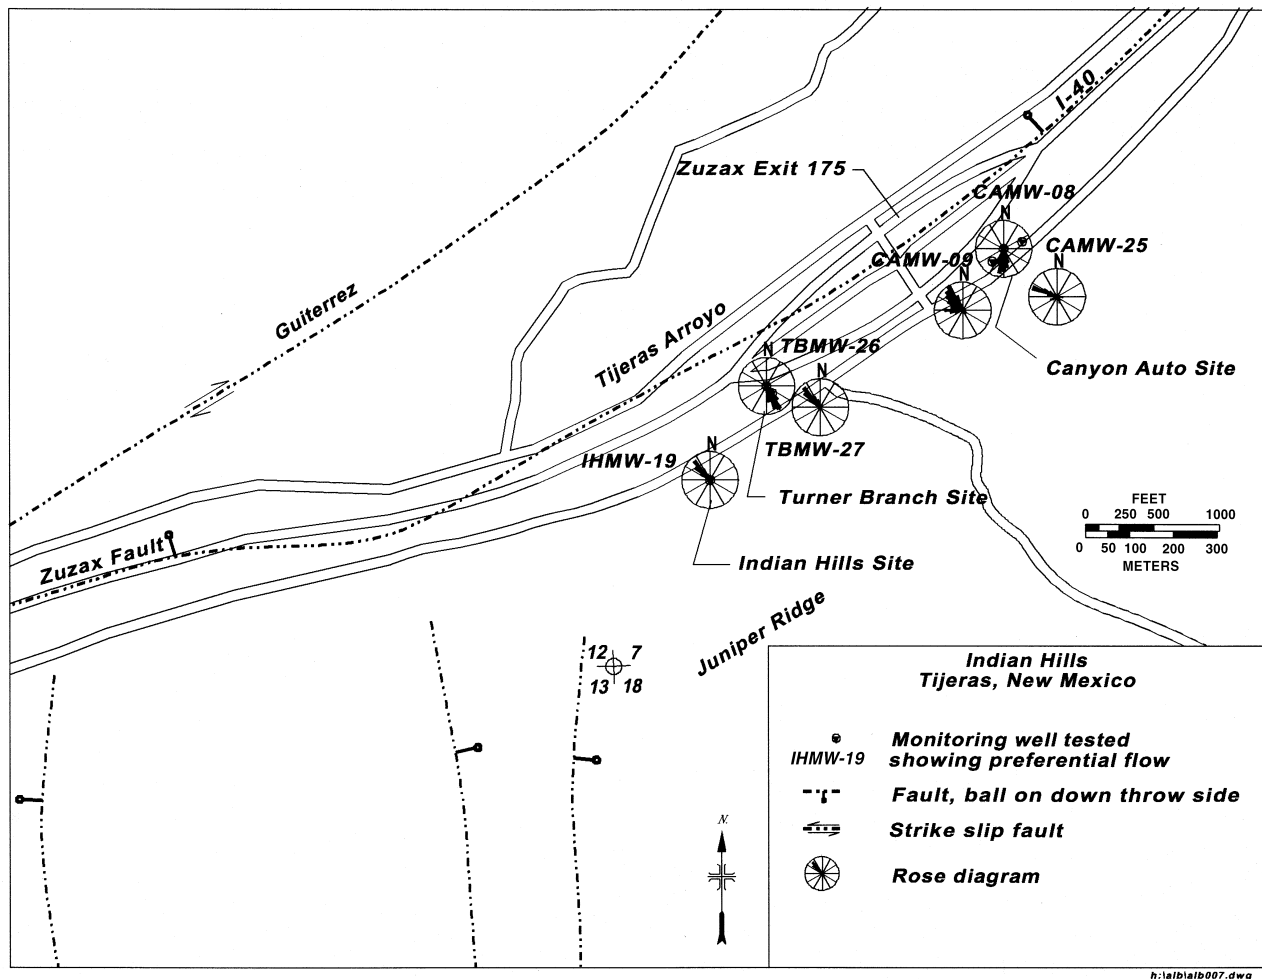 I-40
Zuzax Exit 175
CAMW-08
N
CAMW-25
CAMW-09
N
N
Guiterrez
Tijeras Arroyo
TBMW-26
N
N
Canyon Auto Site
IHMW-19
N
TBMW-27
Turner Branch Site
FEET
0 250 500 1000
0 50 100 200 300
METERS
Zuzax Fault
Indian Hills Site
Juniper Ridge
12 7
13 18
Indian Hills
Tijeras, New Mexico
Monitoring well tested
IHMW-19 showing preferential flow
Fault, ball on down throw side
Strike slip fault
Rose diagram
N.
h:\alb\alb007.dwg